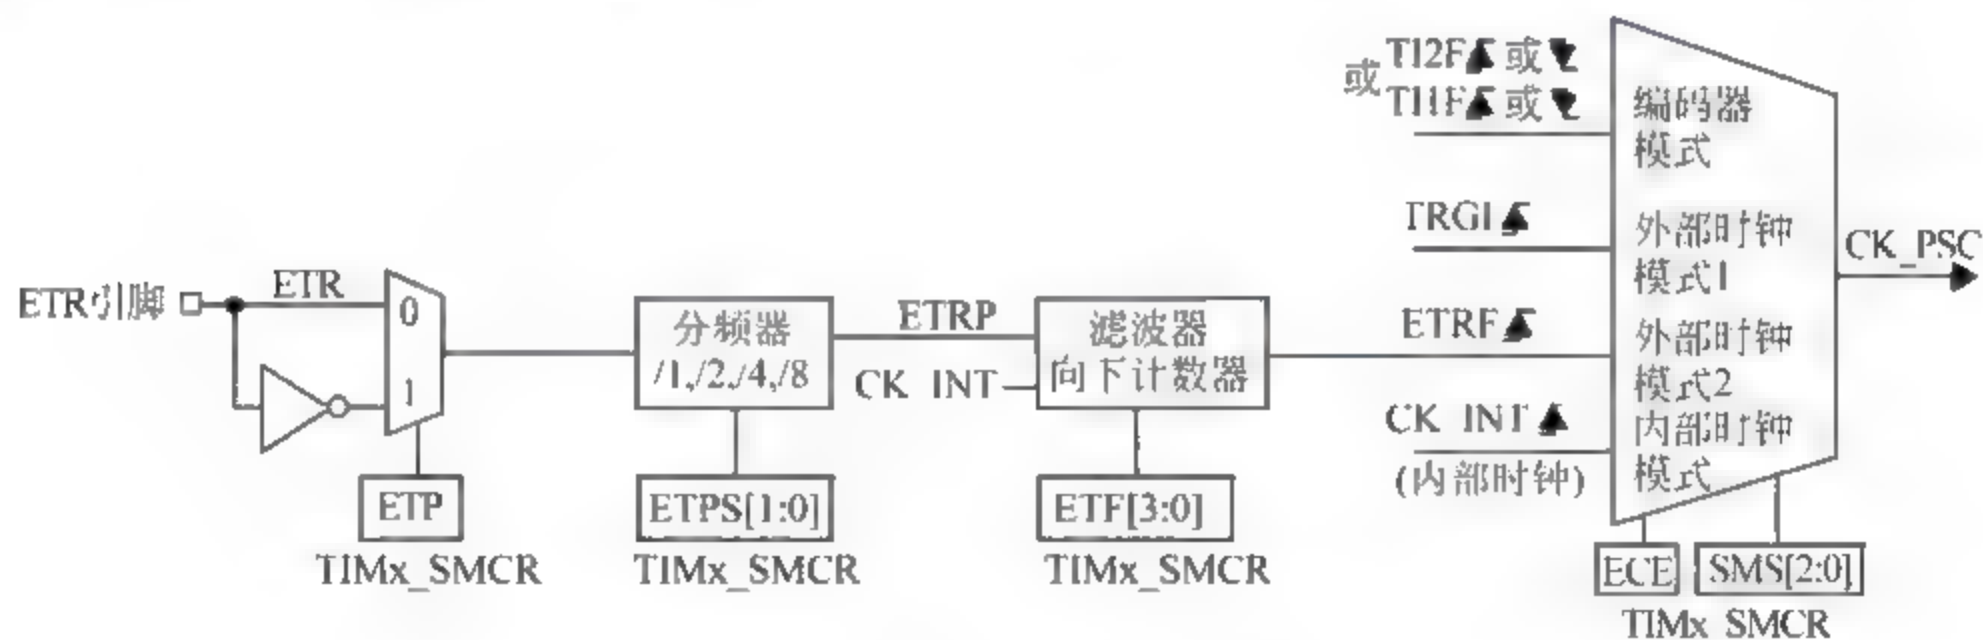 ETR引脚
ETR
0
1
ETP
TIMx_SMCR
分频器
/1,/2,/4,/8
ETPS[1:0]
TIMx_SMCR
ETRP
CK_INT
滤波器
向下计数器
ETF[3:0]
TIMx_SMCR
或
TI2F 或
TI1F 或
TRGI
ETRF
CK_INT
(内部时钟)
编码器
模式
外部时钟
模式1
外部时钟
模式2
内部时钟
模式
CK_PSC
ECE
SMS[2:0]
TIMx_SMCR